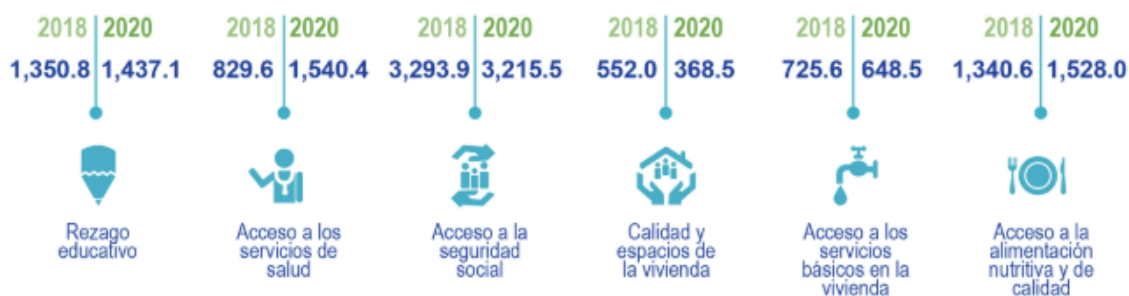 2018 2020 2018 2020 2018 2020 2018 2020 2018 2020 2018 2020
1,350.8 1,437.1 829.6 1,540.4 3,293.9 3,215.5 552.0 368.5 725.6 648.5 1,340.6 1,528.0
Rezago
educativo
Acceso a los
servicios de
salud
Acceso a la
seguridad
social
Calidad y
espacios de
la vivienda
Acceso a los
servicios
básicos en la
vivienda
Acceso a la
alimentación
nutritiva y de
calidad